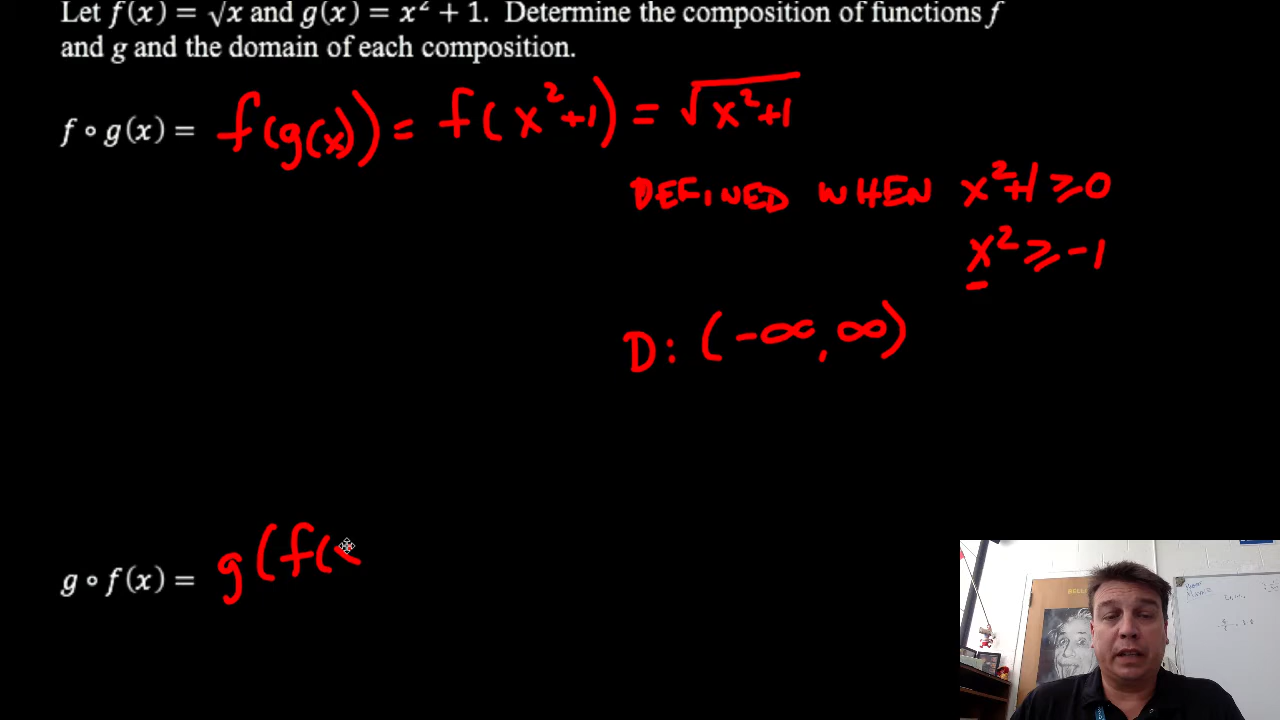 Let f(x) = √x and g(x) = x² + 1. Determine the composition of functions f
and g and the domain of each composition.
f ∘ g(x) = f(g(x)) = f(x²+1) = √(x²+1)
DEFINED WHEN x²+1 ≥ 0
x² ≥ -1
D: (-∞, ∞)
g ∘ f(x) = g(f(